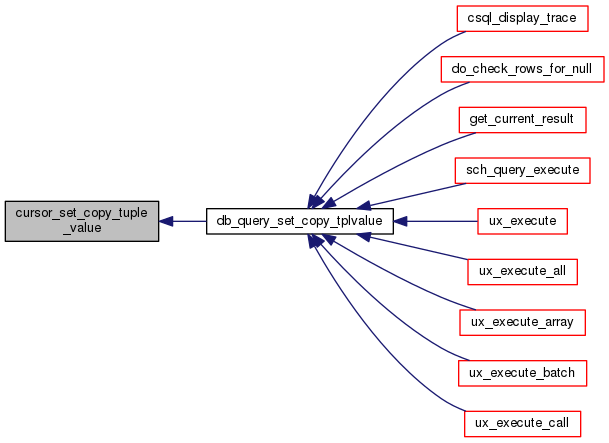 cursor_set_copy_tuple
_value
db_query_set_copy_tplvalue
csql_display_trace
do_check_rows_for_null
get_current_result
sch_query_execute
ux_execute
ux_execute_all
ux_execute_array
ux_execute_batch
ux_execute_call